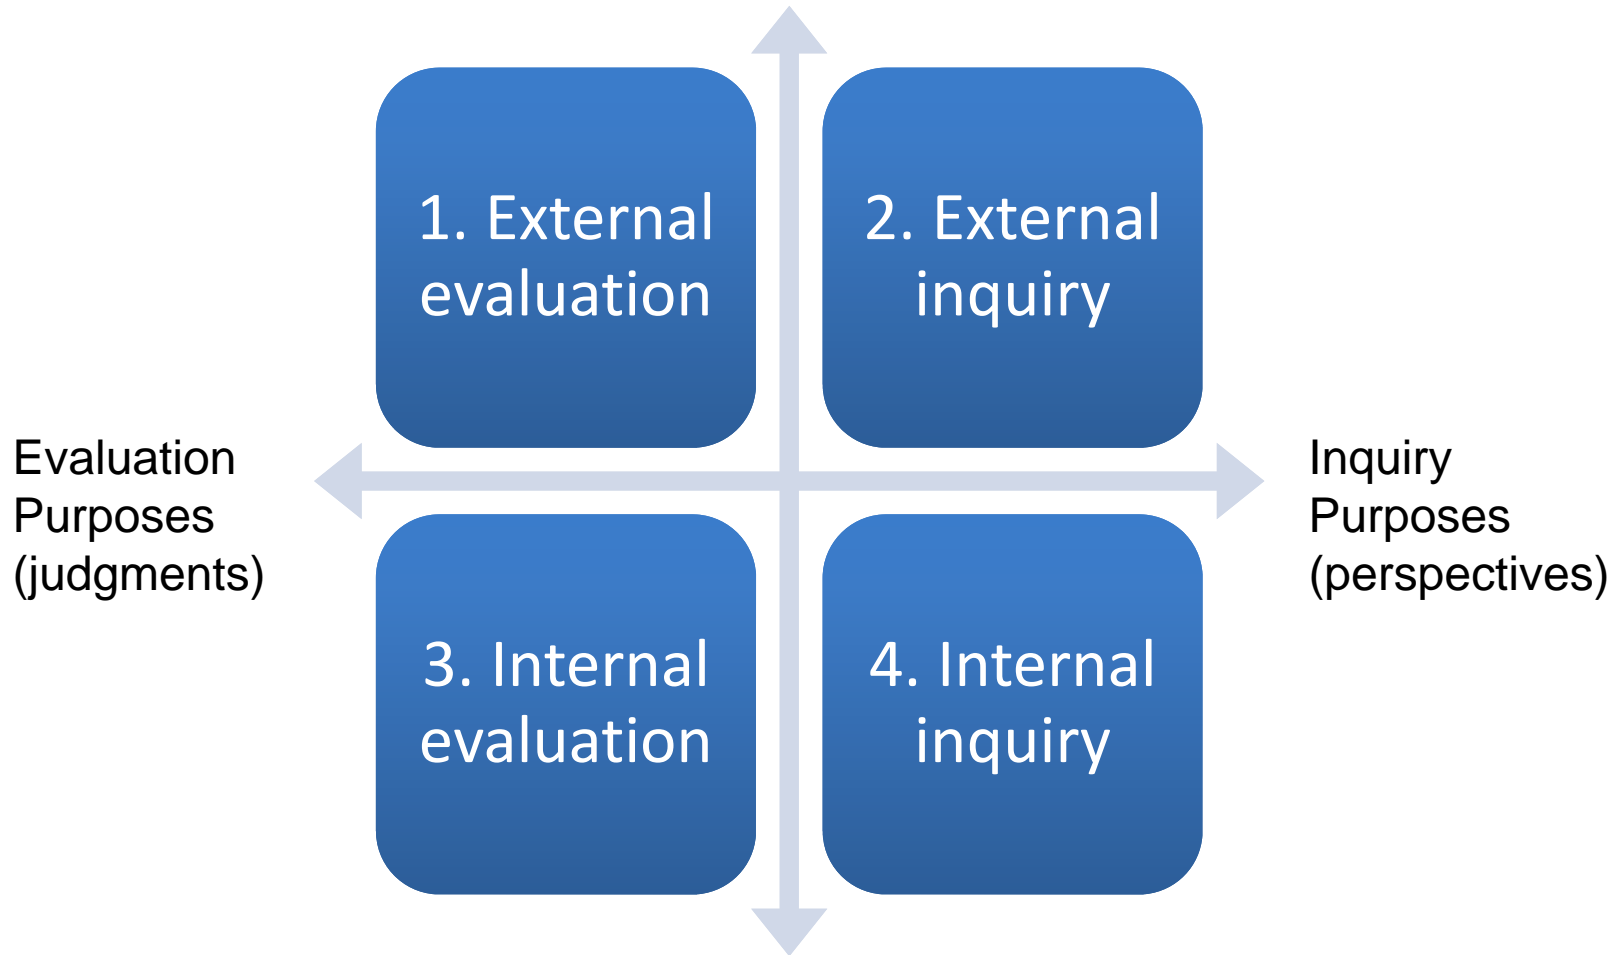 1. External
evaluation
2. External
inquiry
Evaluation
Purposes
(judgments)
Inquiry
Purposes
(perspectives)
3. Internal
evaluation
4. Internal
inquiry